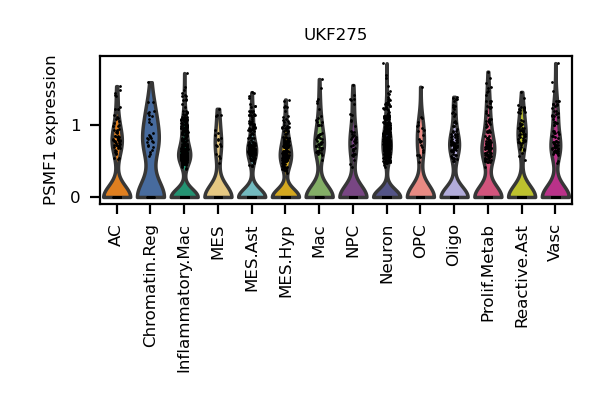 UKF275
PSMF1 expression
1
0
AC
Chromatin.Reg
Inflammatory.Mac
MES
MES.Ast
MES.Hyp
Mac
NPC
Neuron
OPC
Oligo
Prolif.Metab
Reactive.Ast
Vasc